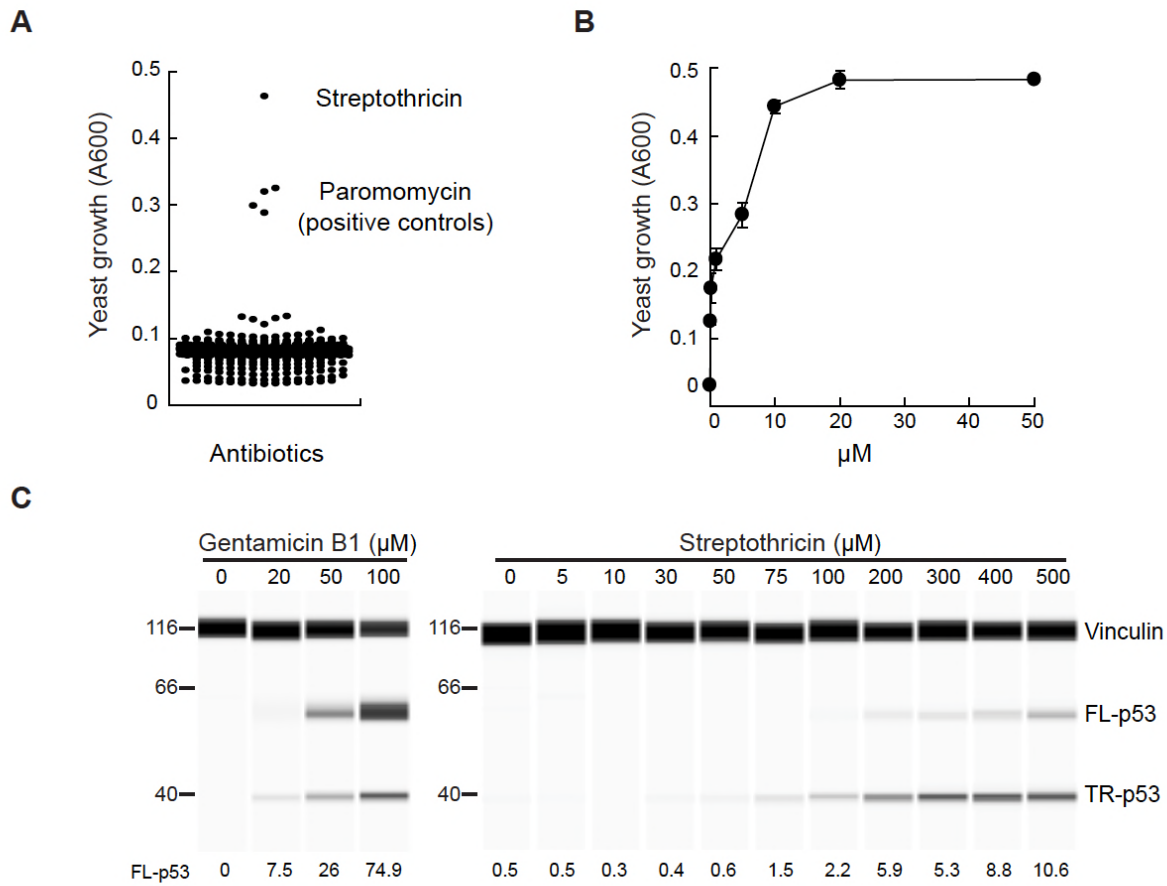 A
Yeast growth (A600)
0.5
0.4
0.3
0.2
0.1
0
Streptothricin
Paromomycin
(positive controls)
Antibiotics
B
Yeast growth (A600)
0.5
0.4
0.3
0.2
0.1
0
0 10 20 30 40 50
µM
C
Gentamicin B1 (µM)
0 20 50 100
116
66
40
FL-p53 0 7.5 26 74.9
Streptothricin (µM)
0 5 10 30 50 75 100 200 300 400 500
116
66
40
Vinculin
FL-p53
TR-p53
0.5 0.5 0.3 0.4 0.6 1.5 2.2 5.9 5.3 8.8 10.6